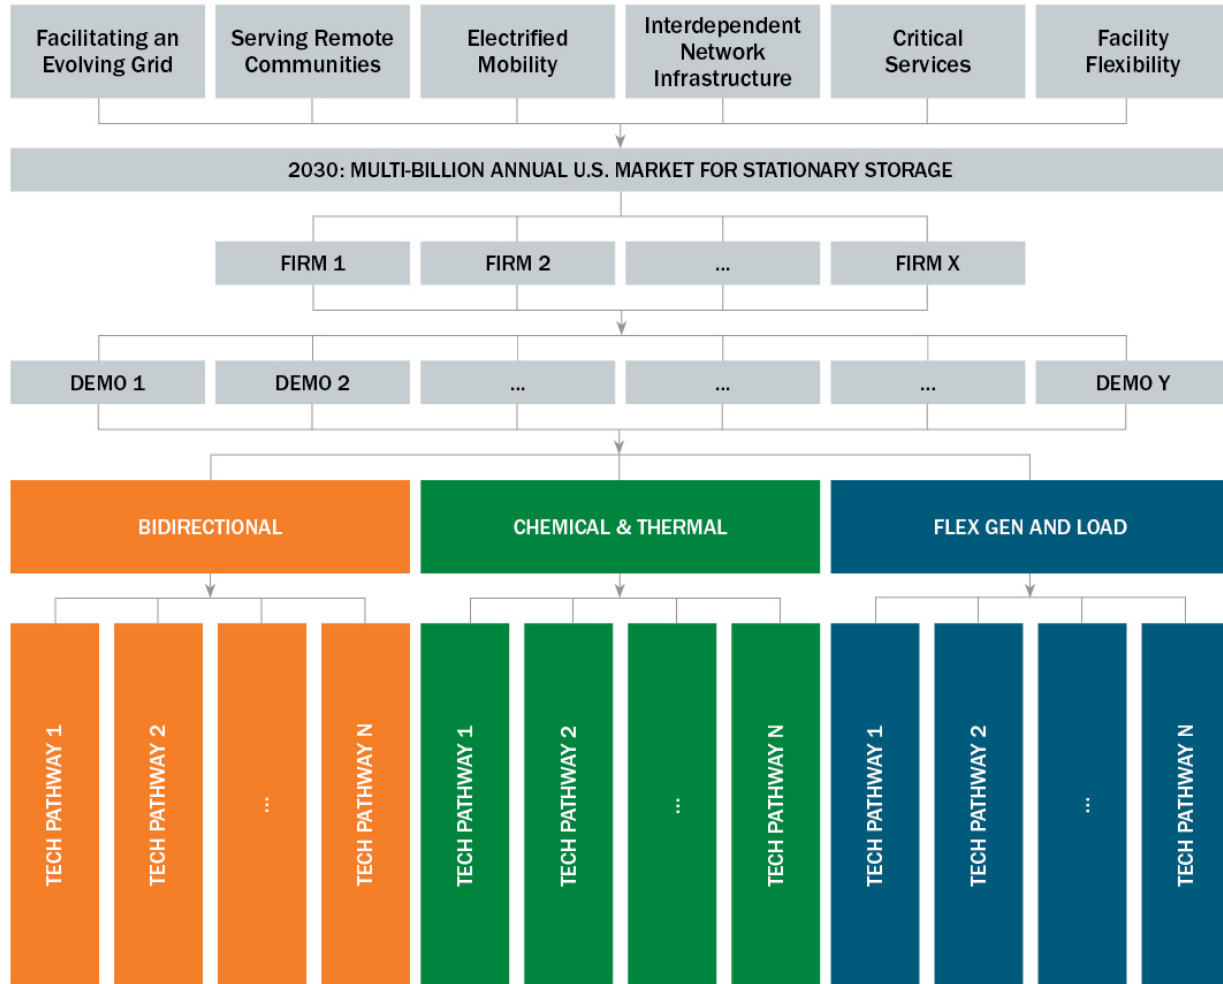 Facilitating an
Evolving Grid
Serving Remote
Communities
Electrified
Mobility
Interdependent
Network
Infrastructure
Critical
Services
Facility
Flexibility
2030: MULTI-BILLION ANNUAL U.S. MARKET FOR STATIONARY STORAGE
FIRM 1
FIRM 2
...
FIRM X
DEMO 1
DEMO 2
...
...
...
DEMO Y
BIDIRECTIONAL
CHEMICAL & THERMAL
FLEX GEN AND LOAD
TECH PATHWAY 1
TECH PATHWAY 2
...
TECH PATHWAY N
TECH PATHWAY 1
TECH PATHWAY 2
...
TECH PATHWAY N
TECH PATHWAY 1
TECH PATHWAY 2
...
TECH PATHWAY N